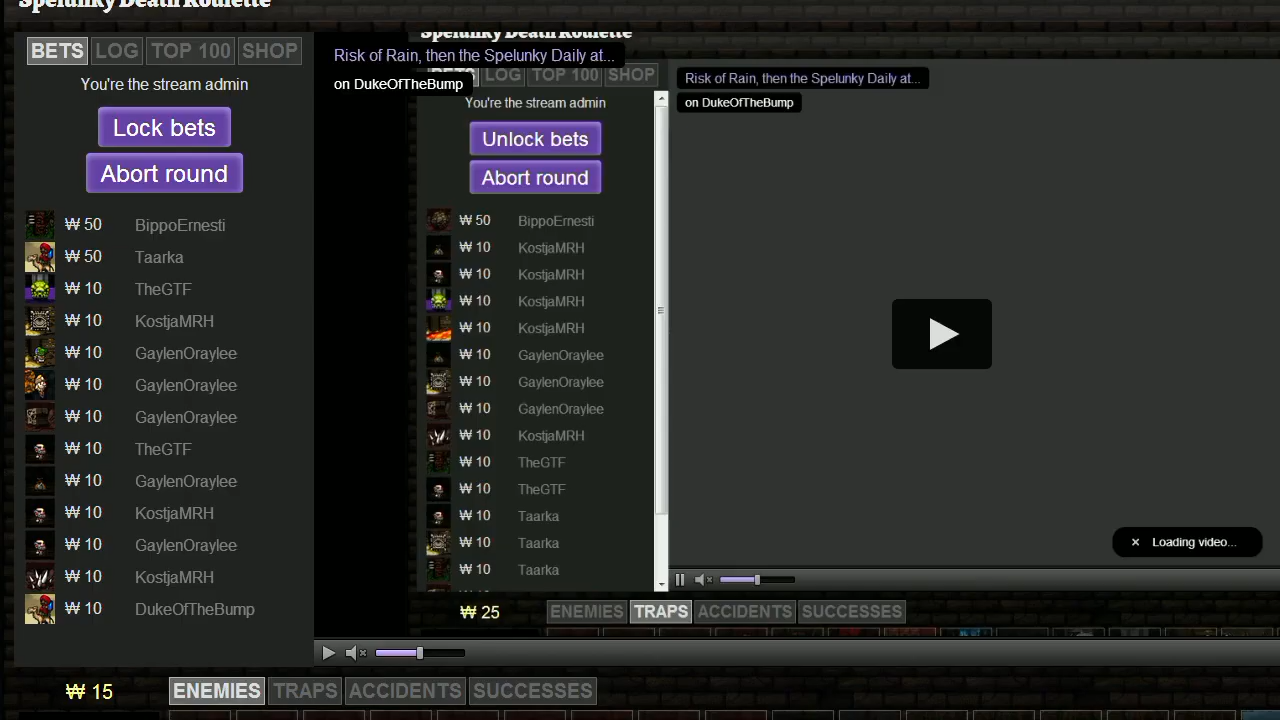 Spelunky Death Roulette
BETS LOG TOP 100 SHOP
You're the stream admin
Lock bets
Abort round
₩ 50 BippoErnesti
₩ 50 Taarka
₩ 10 TheGTF
₩ 10 KostjaMRH
₩ 10 GaylenOraylee
₩ 10 GaylenOraylee
₩ 10 GaylenOraylee
₩ 10 TheGTF
₩ 10 GaylenOraylee
₩ 10 KostjaMRH
₩ 10 GaylenOraylee
₩ 10 KostjaMRH
₩ 10 DukeOfTheBump
₩ 15 ENEMIES TRAPS ACCIDENTS SUCCESSES
Spelunky Death Roulette
Risk of Rain, then the Spelunky Daily at...
on DukeOfTheBump
BETS LOG TOP 100 SHOP
You're the stream admin
Unlock bets
Abort round
₩ 50 BippoErnesti
₩ 10 KostjaMRH
₩ 10 KostjaMRH
₩ 10 KostjaMRH
₩ 10 KostjaMRH
₩ 10 GaylenOraylee
₩ 10 GaylenOraylee
₩ 10 GaylenOraylee
₩ 10 KostjaMRH
₩ 10 TheGTF
₩ 10 TheGTF
₩ 10 Taarka
₩ 10 Taarka
₩ 10 Taarka
₩ 25 ENEMIES TRAPS ACCIDENTS SUCCESSES
Risk of Rain, then the Spelunky Daily at...
on DukeOfTheBump
Loading video...